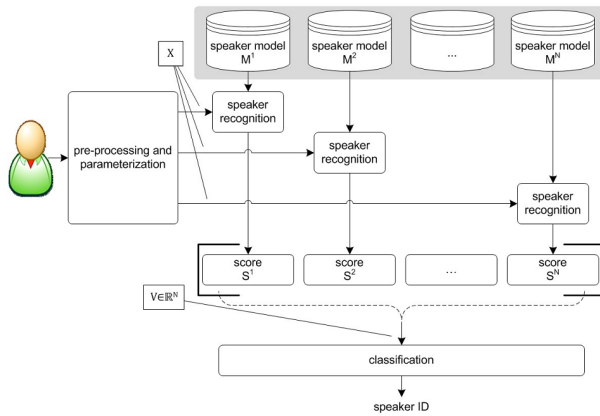 X
speaker model
M¹
speaker model
M²
...
speaker model
Mᴺ
speaker
recognition
pre-processing and
parameterization
speaker
recognition
speaker
recognition
score
S¹
score
S²
...
score
Sᴺ
V∈ℝᴺ
classification
speaker ID